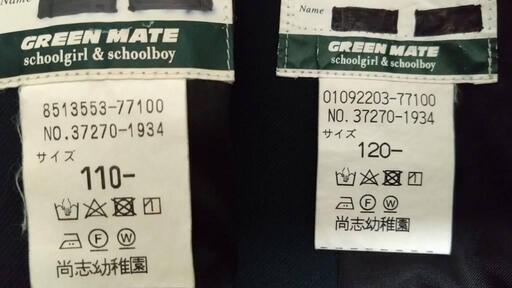 Name
GREEN MATE
schoolgirl & schoolboy
8513553-77100
NO.37270-1934
サイズ
110-
F W
尚志幼稚園
Name
GREEN MATE
schoolgirl & schoolboy
01092203-77100
NO.37270-1934
サイズ
120-
F W
尚志幼稚園